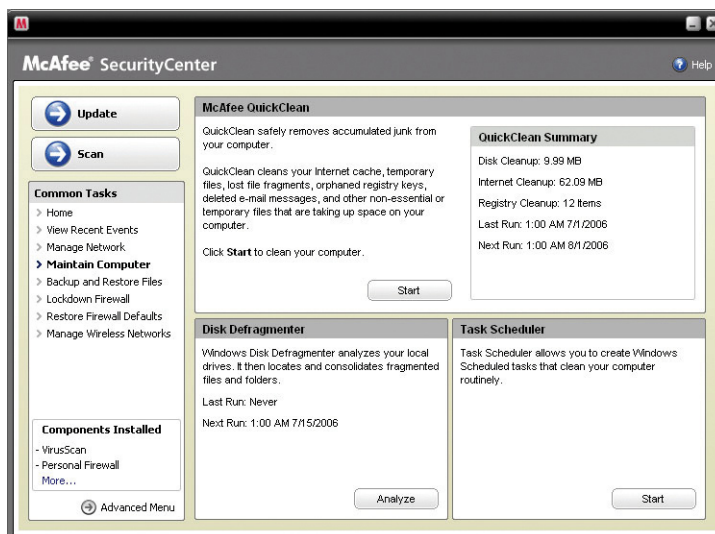 McAfee® SecurityCenter
Help
Update
Scan
Common Tasks
> Home
> View Recent Events
> Manage Network
> Maintain Computer
> Backup and Restore Files
> Lockdown Firewall
> Restore Firewall Defaults
> Manage Wireless Networks
Components Installed
- VirusScan
- Personal Firewall
More...
Advanced Menu
McAfee QuickClean
QuickClean safely removes accumulated junk from
your computer.
QuickClean cleans your Internet cache, temporary
files, lost file fragments, orphaned registry keys,
deleted e-mail messages, and other non-essential or
temporary files that are taking up space on your
computer.
Click Start to clean your computer.
Start
QuickClean Summary
Disk Cleanup: 9.99 MB
Internet Cleanup: 62.09 MB
Registry Cleanup: 12 Items
Last Run: 1:00 AM 7/1/2006
Next Run: 1:00 AM 8/1/2006
Disk Defragmenter
Windows Disk Defragmenter analyzes your local
drives. It then locates and consolidates fragmented
files and folders.
Last Run: Never
Next Run: 1:00 AM 7/15/2006
Analyze
Task Scheduler
Task Scheduler allows you to create Windows
Scheduled tasks that clean your computer
routinely.
Start